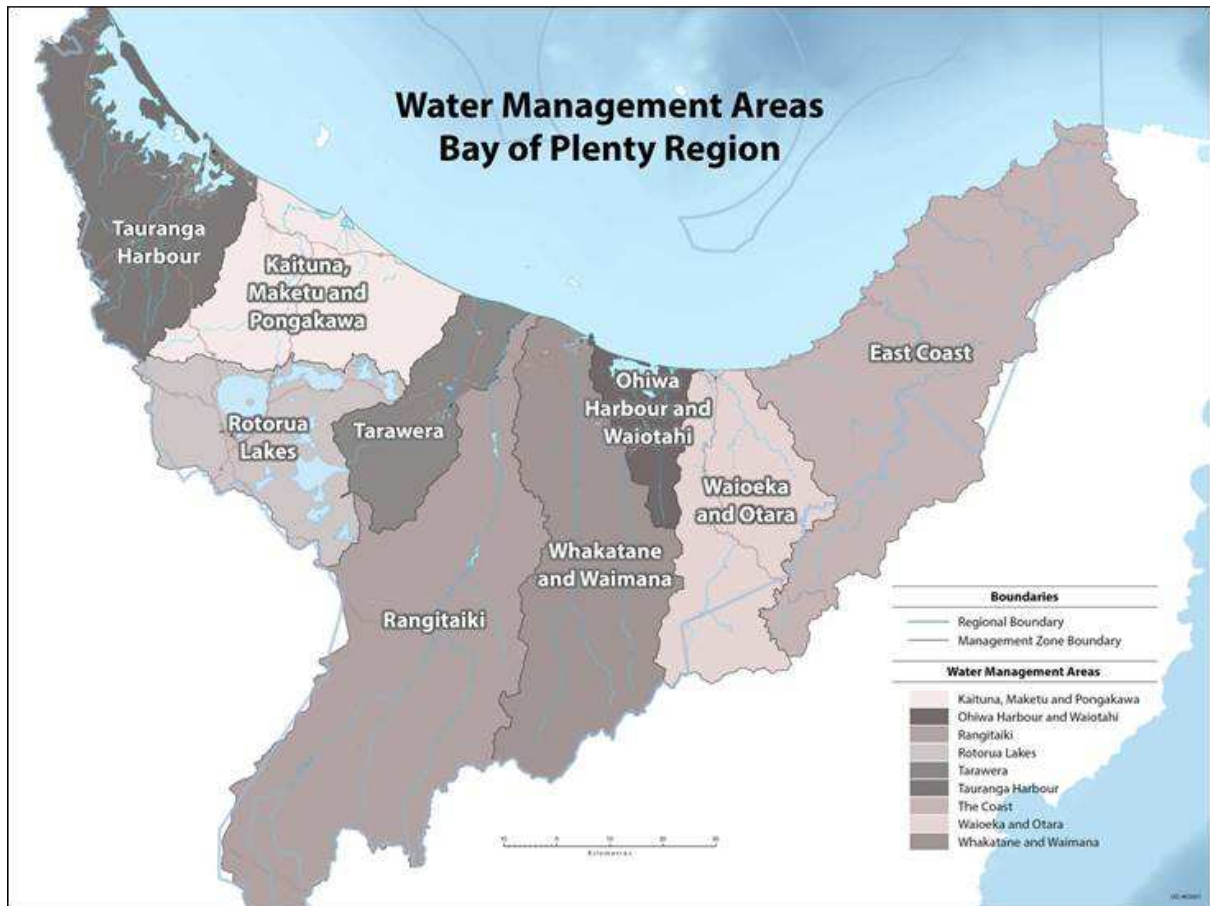 Water Management Areas
Bay of Plenty Region
Tauranga
Harbour
Kaituna,
Maketu and
Pongakawa
East Coast
Ohiwa
Harbour and
Waiotahi
Rotorua
Lakes
Tarawera
Waioeka
and Otara
Whakatane
and Waimana
Rangitaiki
Boundaries
Regional Boundary
Management Zone Boundary
Water Management Areas
Kaituna, Maketu and Pongakawa
Ohiwa Harbour and Waiotahi
Rangitaiki
Rotorua Lakes
Tarawera
Tauranga Harbour
The Coast
Waioeka and Otara
Whakatane and Waimana
Kilometres